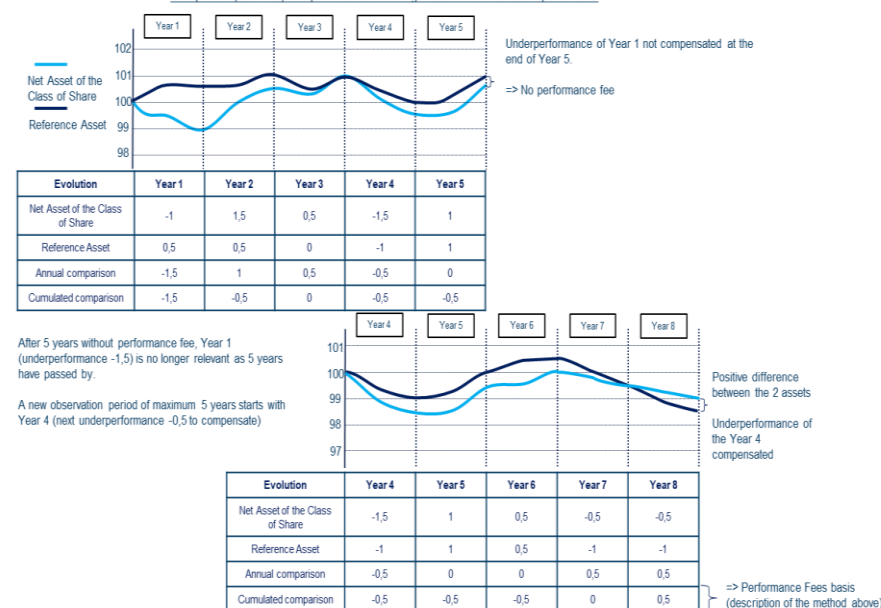 Year 1 Year 2 Year 3 Year 4 Year 5
102
101
100
99
98
Net Asset of the
Class of Share
Reference Asset
Underperformance of Year 1 not compensated at the
end of Year 5.
=> No performance fee
Evolution Year 1 Year 2 Year 3 Year 4 Year 5
Net Asset of the Class
of Share -1 1,5 0,5 -1,5 1
Reference Asset 0,5 0,5 0 -1 1
Annual comparison -1,5 1 0,5 -0,5 0
Cumulated comparison -1,5 -0,5 0 -0,5 -0,5
After 5 years without performance fee, Year 1
(underperformance -1,5) is no longer relevant as 5 years
have passed by.
A new observation period of maximum 5 years starts with
Year 4 (next underperformance -0,5 to compensate)
Year 4 Year 5 Year 6 Year 7 Year 8
101
100
99
98
97
Positive difference
between the 2 assets
Underperformance of
the Year 4
compensated
Evolution Year 4 Year 5 Year 6 Year 7 Year 8
Net Asset of the Class
of Share -1,5 1 0,5 -0,5 -0,5
Reference Asset -1 1 0,5 -1 -1
Annual comparison -0,5 0 0 0,5 0,5
Cumulated comparison -0,5 -0,5 -0,5 0 0,5
=> Performance Fees basis
(description of the method above)